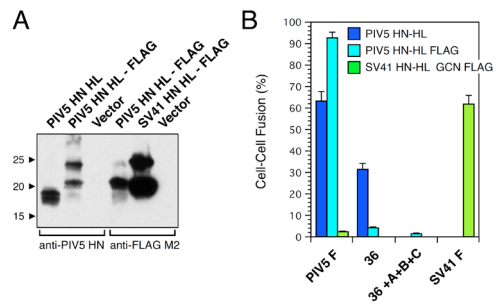 A
PIV5 HN HL
PIV5 HN HL - FLAG
Vector
PIV5 HN HL - FLAG
SV41 HN HL - FLAG
Vector
25
20
15
anti-PIV5 HN
anti-FLAG M2
B
PIV5 HN-HL
PIV5 HN-HL FLAG
SV41 HN-HL GCN FLAG
Cell-Cell Fusion (%)
100
90
80
70
60
50
40
30
20
10
0
PIV5 F
36
36 +A+B+C
SV41 F